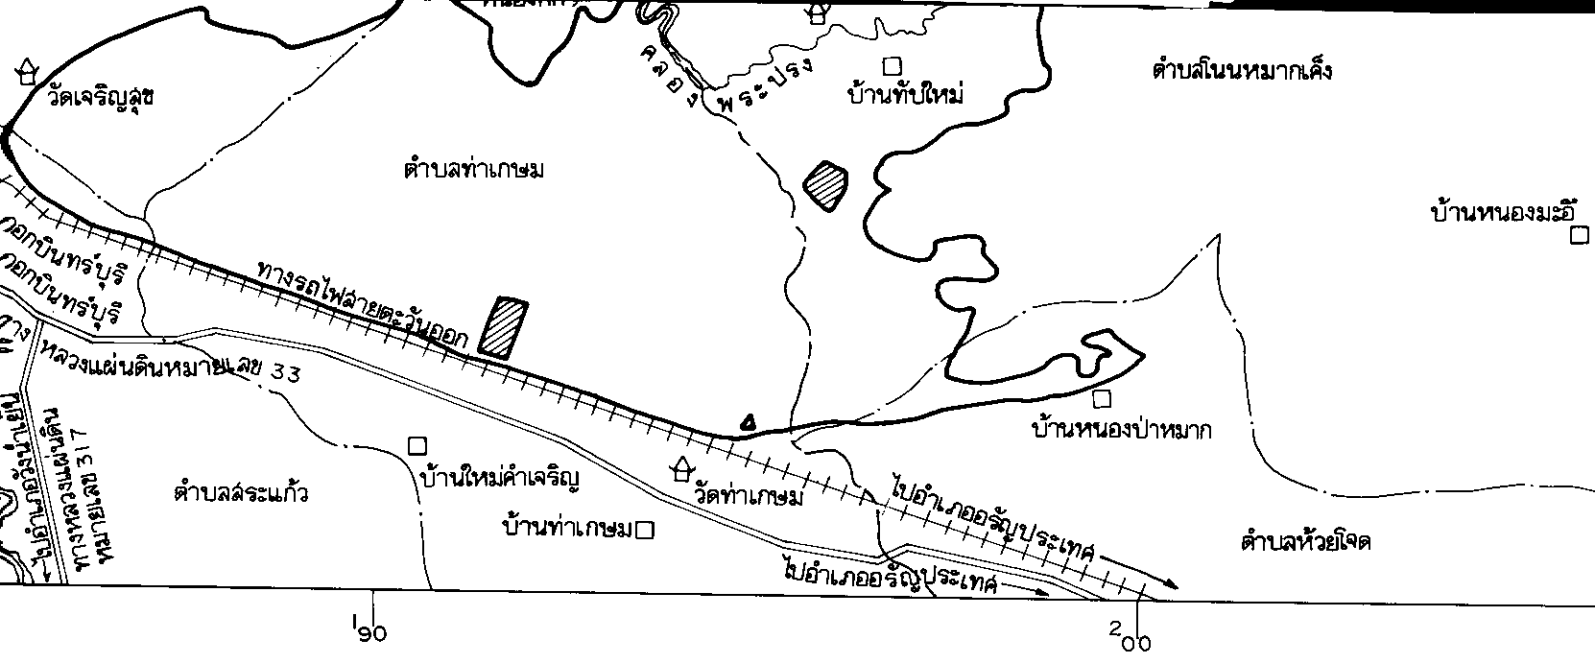 วัดเจริญสุข
คลอง
พระปรง
บ้านทับใหม่
ตำบลโนนหมากเค็ง
ตำบลท่าเกษม
บ้านหนองมะอึ
กบินทร์บุรี
กบินทร์บุรี
ทางรถไฟสายตะวันออก
ทาง
หลวงแผ่นดินหมายเลข 33
ทางหลวงแผ่นดิน
หมายเลข 317
ตำบลสระแก้ว
บ้านใหม่คำเจริญ
บ้านท่าเกษม
วัดท่าเกษม
บ้านหนองป่าหมาก
ไปอำเภออรัญประเทศ
ไปอำเภออรัญประเทศ
ตำบลห้วยโจด
190
200